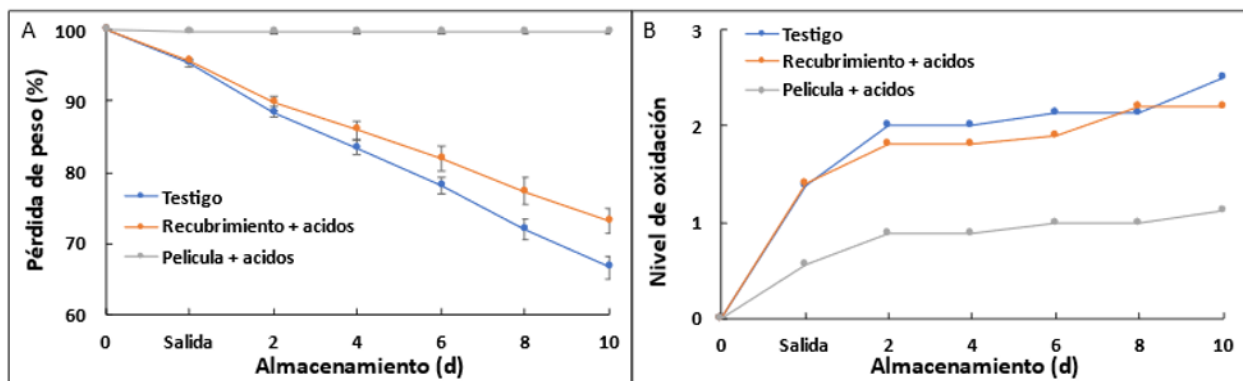 A
Pérdida de peso (%)
100
90
80
70
60
Testigo
Recubrimiento + acidos
Pelicula + acidos
0 Salida 2 4 6 8 10
Almacenamiento (d)
B
Nivel de oxidación
3
2
1
0
Testigo
Recubrimiento + acidos
Pelicula + acidos
0 Salida 2 4 6 8 10
Almacenamiento (d)